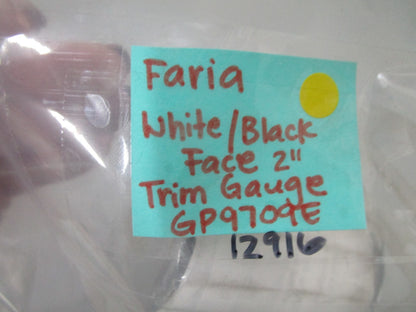 Faria
White/Black
Face 2"
Trim Gauge
GP9709E
12916